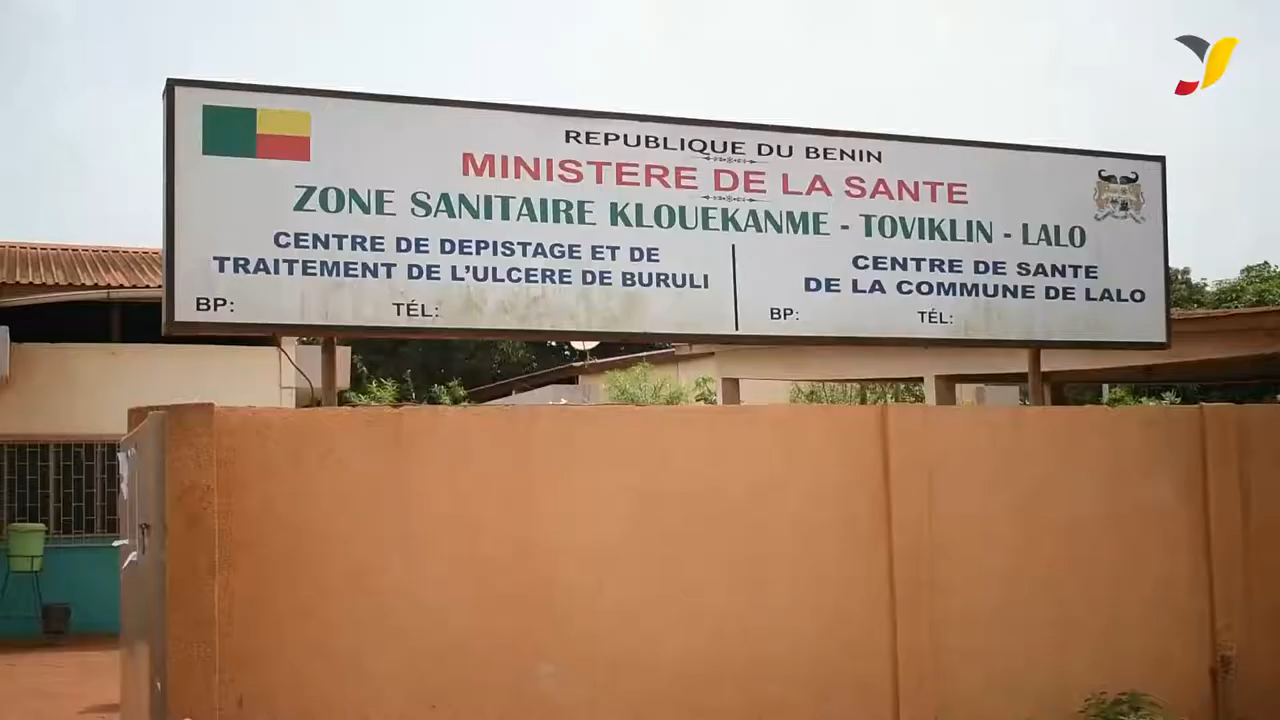 REPUBLIQUE DU BENIN
MINISTERE DE LA SANTE
ZONE SANITAIRE KLOUEKANME - TOVIKLIN - LALO
CENTRE DE DEPISTAGE ET DE
TRAITEMENT DE L'ULCERE DE BURULI
BP: TÉL:
CENTRE DE SANTE
DE LA COMMUNE DE LALO
BP: TÉL: